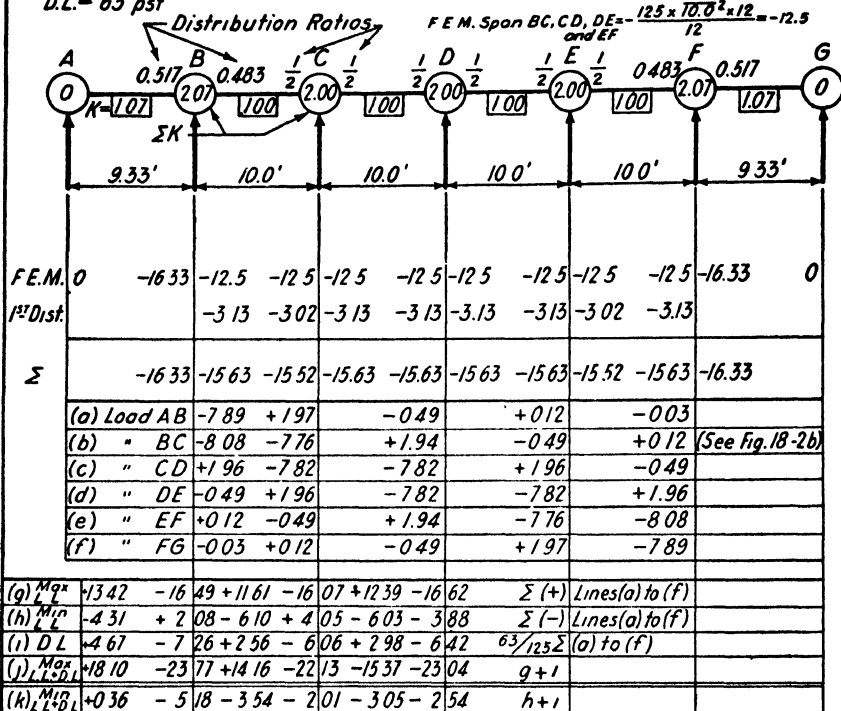 D.L.= 63 psf
Distribution Ratios
F E M. Span BC, CD, DE=- 125 x 10.0² x 12 / 12 =-12.5
and EF
A B C D E F G
0.517 0.483 1/2 1/2 1/2 1/2 1/2 1/2 0483 0.517
0 2.07 2.00 2 00 2.00 2.07 0
K= 1.07 1.00 1 00 1 00 1 00 1.07
ΣK
9.33' 10.0' 10.0' 10 0' 10 0' 9 33'
F E.M. 0 -16 33 -12.5 -12 5 -12 5 -12 5 -12 5 -12 5 -12 5 -12 5 -16.33 0
1ST Dist. -3 13 -3 02 -3 13 -3 13 -3.13 -3 13 -3 02 -3.13
Σ -16 33 -15 63 -15 52 -15.63 -15.63 -15 63 -15 63 -15.52 -15 63 -16.33
(a) Load AB -7 89 +1 97 -0 49 +0 12 -0 03
(b) " BC -8 08 -7 76 +1.94 -0 49 +0 12 (See Fig. 18-2b)
(c) " CD +1 96 -7 82 -7 82 +1 96 -0 49
(d) " DE -0 49 +1 96 -7 82 -7 82 +1.96
(e) " EF +0 12 -0 49 +1.94 -7 76 -8 08
(f) " FG -0 03 +0 12 -0 49 +1 97 -7 89
(g) Max L L +13 42 -16 49 +11 61 -16 07 +12 39 -16 62 Σ (+) Lines (a) to (f)
(h) Min L L -4 31 + 2 08 - 6 10 + 4 05 - 6 03 - 3 88 Σ (-) Lines (a) to (f)
(i) D L +4 67 - 7 26 + 2 56 - 6 06 + 2 98 - 6 42 63/125 Σ (a) to (f)
(j) Max L L+D L +18 10 -23 77 +14 16 -22 13 -15 37 -23 04 g + i
(k) Min L L+D L +0 36 - 5 18 - 3 54 - 2 01 - 3 05 - 2 54 h + i